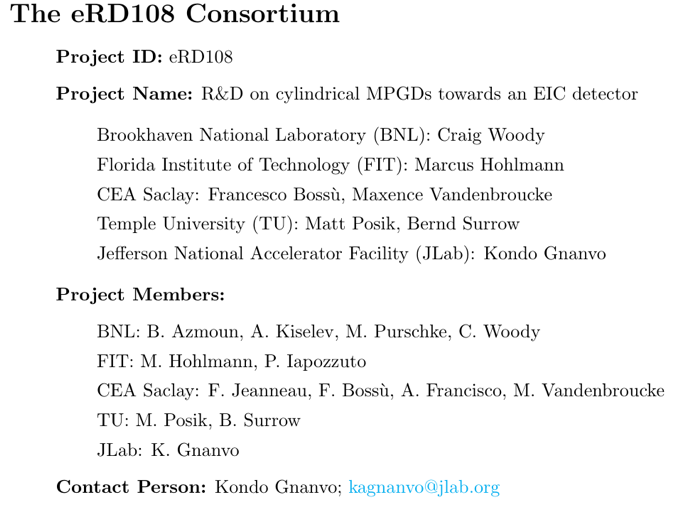 The eRD108 Consortium
Project ID: eRD108
Project Name: R&D on cylindrical MPGDs towards an EIC detector
Brookhaven National Laboratory (BNL): Craig Woody
Florida Institute of Technology (FIT): Marcus Hohlmann
CEA Saclay: Francesco Bossù, Maxence Vandenbroucke
Temple University (TU): Matt Posik, Bernd Surrow
Jefferson National Accelerator Facility (JLab): Kondo Gnanvo
Project Members:
BNL: B. Azmoun, A. Kiselev, M. Purschke, C. Woody
FIT: M. Hohlmann, P. Iapozzuto
CEA Saclay: F. Jeanneau, F. Bossù, A. Francisco, M. Vandenbroucke
TU: M. Posik, B. Surrow
JLab: K. Gnanvo
Contact Person: Kondo Gnanvo; kagnanvo@jlab.org